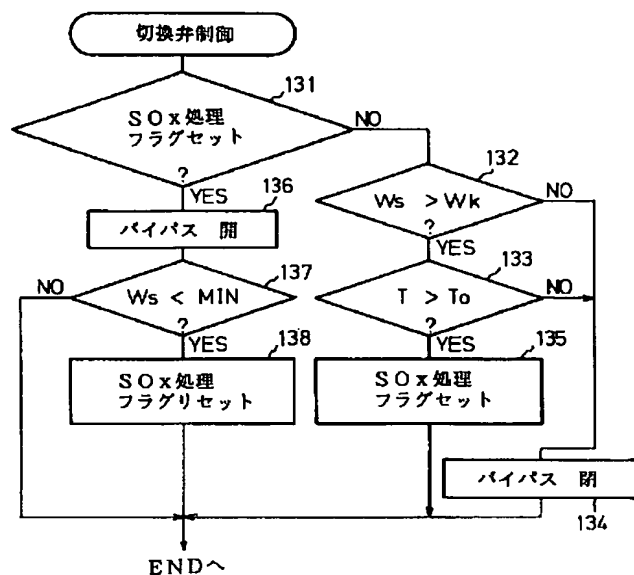 切換弁制御
131
SOx処理
フラグセット
?
NO
YES
136
バイパス 開
132
Ws > Wk
?
NO
YES
137
NO
Ws < MIN
?
YES
133
T > To
?
NO
YES
138
SOx処理
フラグリセット
135
SOx処理
フラグセット
バイパス 閉
134
ENDへ